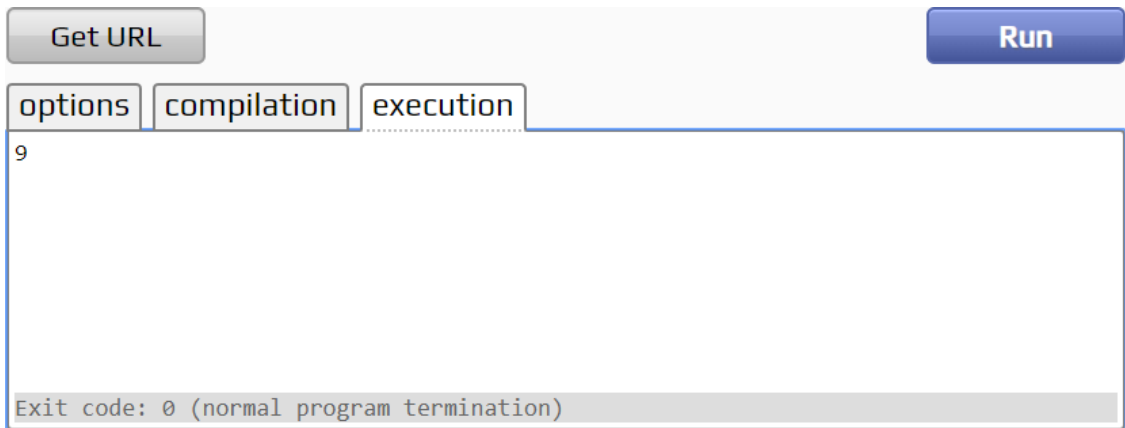 Get URL Run
options compilation execution
9
Exit code: 0 (normal program termination)